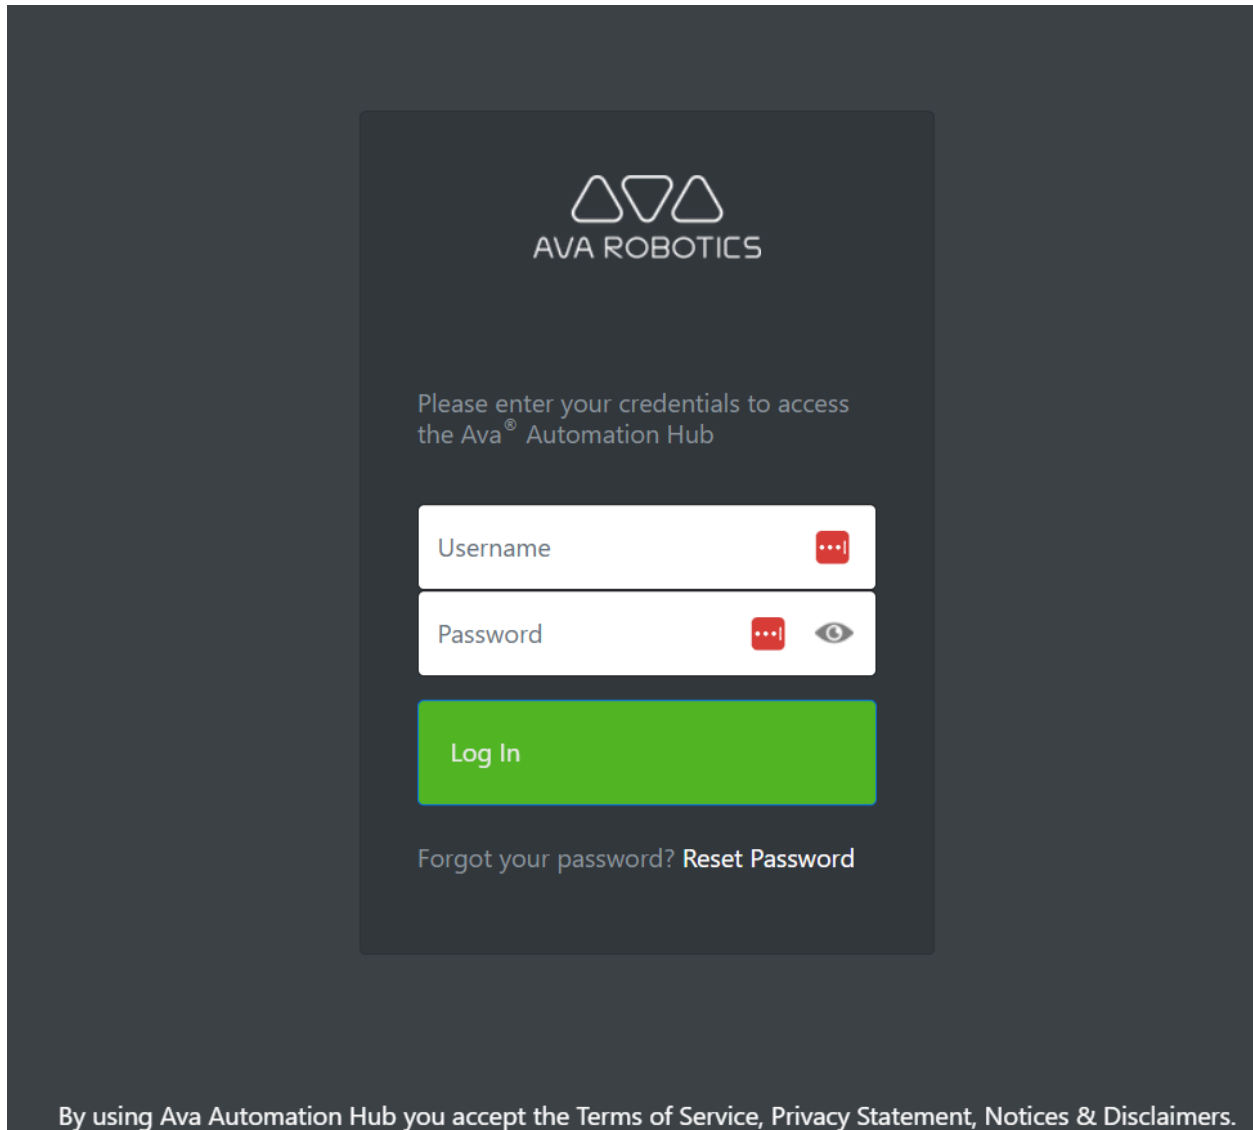 AVA ROBOTICS
Please enter your credentials to access
the Ava® Automation Hub
Username
Password
Log In
Forgot your password? Reset Password
By using Ava Automation Hub you accept the Terms of Service, Privacy Statement, Notices & Disclaimers.